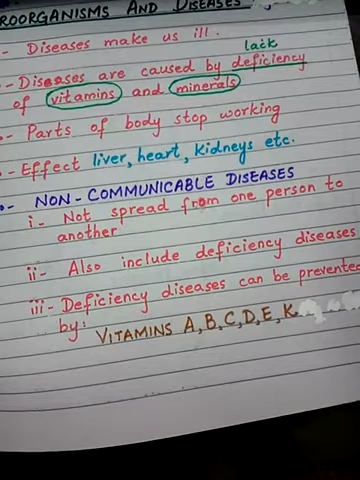 ROORGANISMS AND DISEASES
- Diseases make us ill.
lack
- Diseases are caused by deficiency
of vitamins and minerals
- Parts of body stop working
- Effect liver, heart, kidneys etc.
- NON-COMMUNICABLE DISEASES
i- Not spread from one person to
another
ii- Also include deficiency diseases
iii- Deficiency diseases can be prevented
by: VITAMINS A, B, C, D, E, K